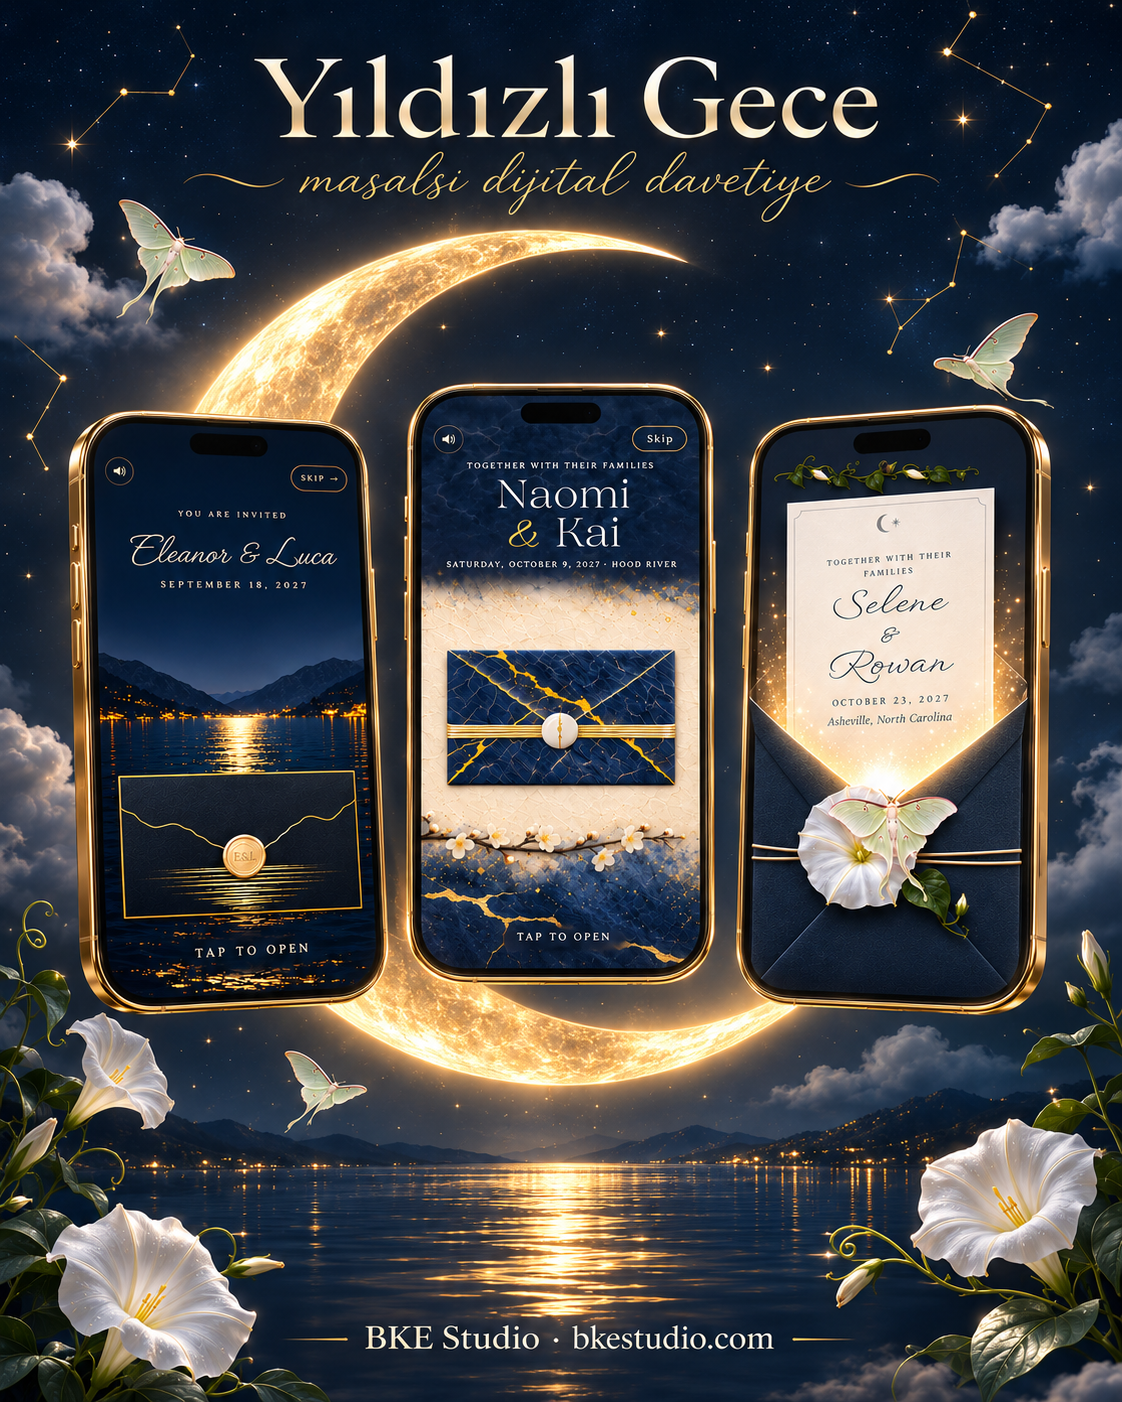 Yıldızlı Gece
masalsi dijital davetiye
SKIP →
YOU ARE INVITED
Eleanor & Luca
SEPTEMBER 18, 2027
E&L
TAP TO OPEN
Skip
TOGETHER WITH THEIR FAMILIES
Naomi
& Kai
SATURDAY, OCTOBER 9, 2027 · HOOD RIVER
TAP TO OPEN
TOGETHER WITH THEIR
FAMILIES
Selene
&
Rowan
OCTOBER 23, 2027
Asheville, North Carolina
BKE Studio · bkestudio.com